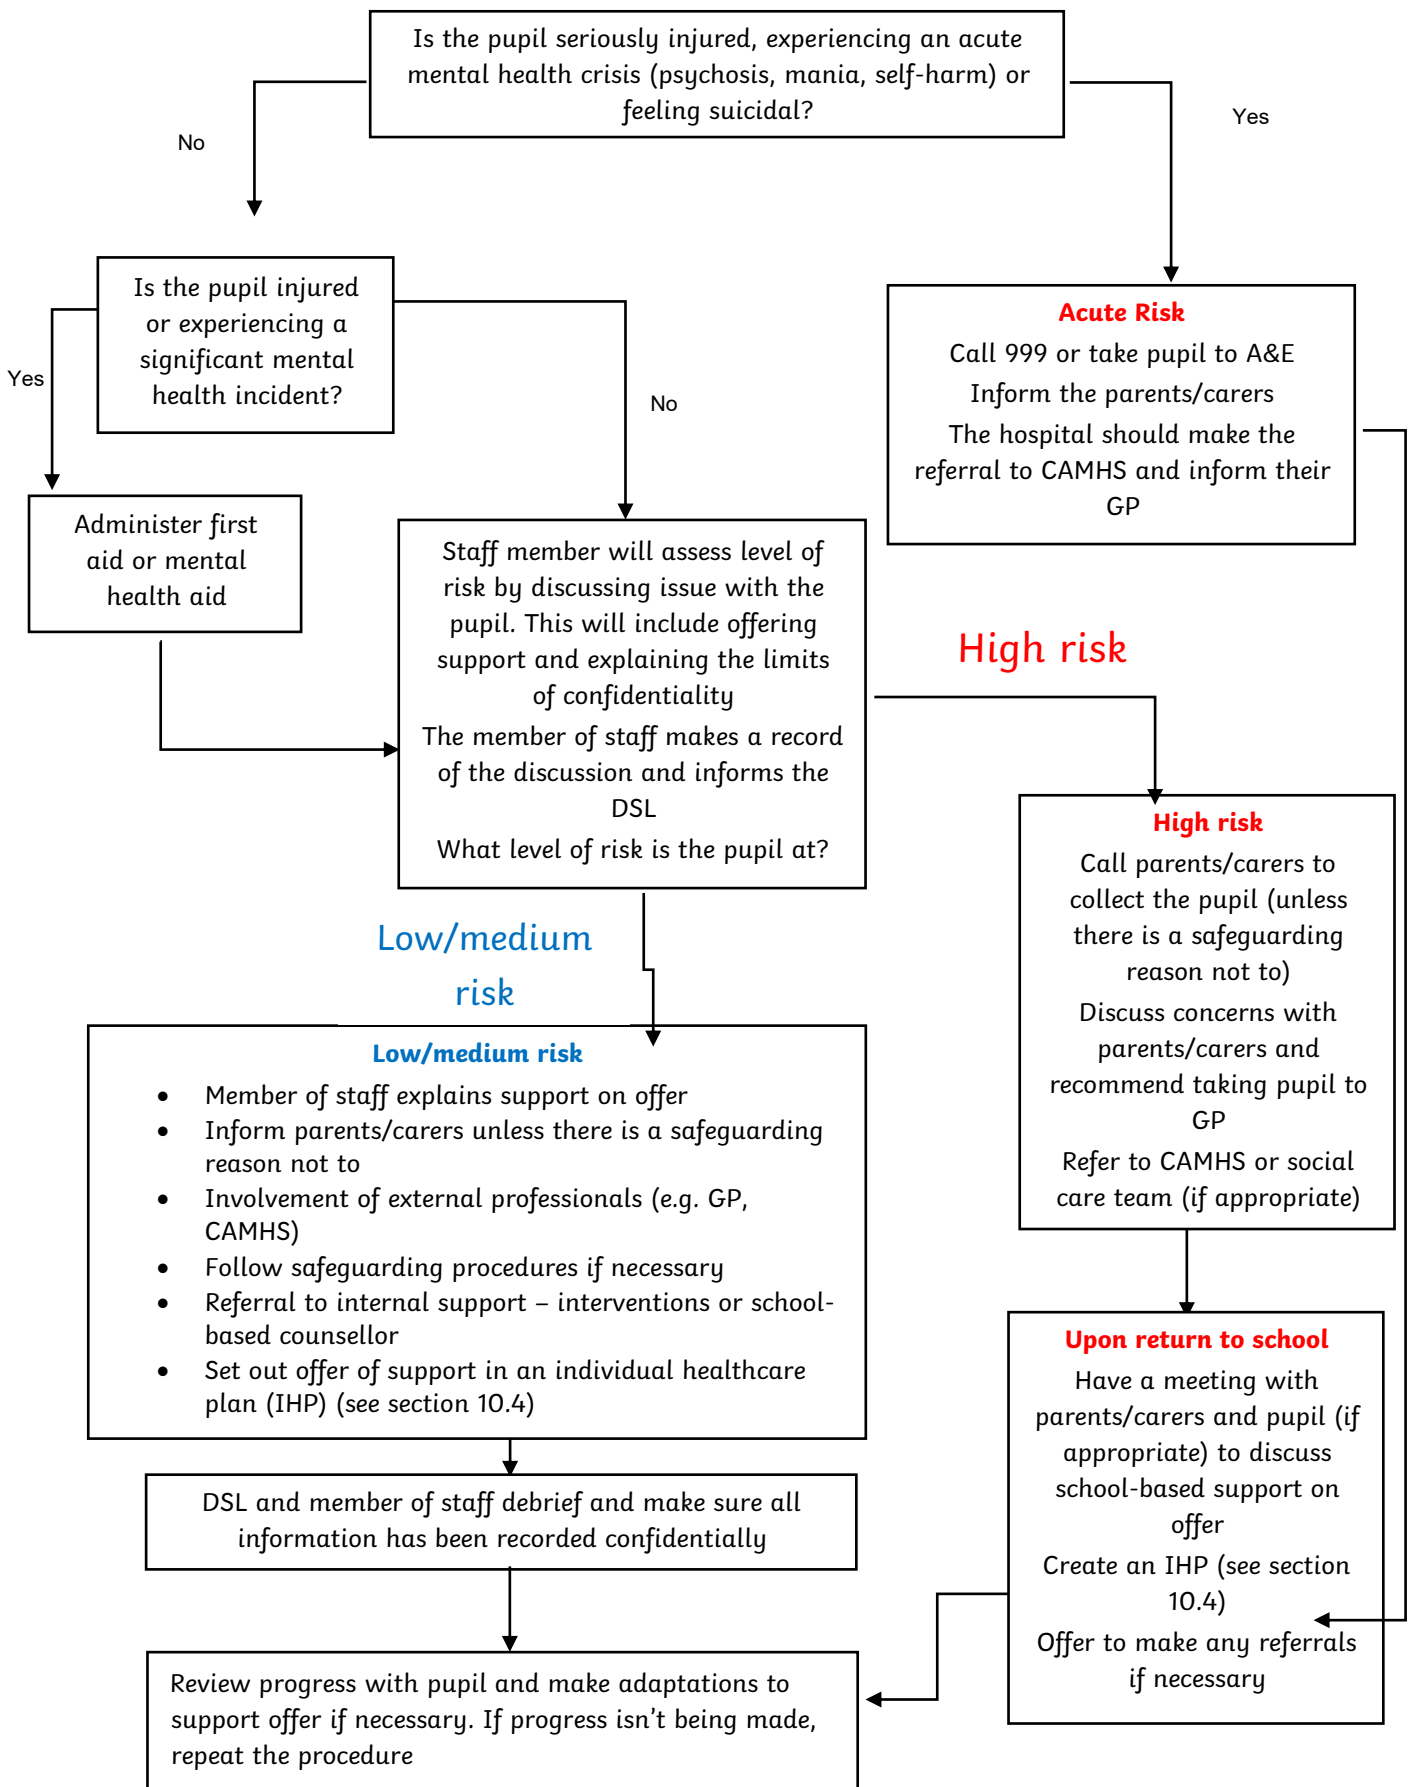 Is the pupil seriously injured, experiencing an acute
mental health crisis (psychosis, mania, self-harm) or
feeling suicidal?
No
Yes
Is the pupil injured
or experiencing a
significant mental
health incident?
Yes
No
Acute Risk
Call 999 or take pupil to A&E
Inform the parents/carers
The hospital should make the
referral to CAMHS and inform their
GP
Administer first
aid or mental
health aid
Staff member will assess level of
risk by discussing issue with the
pupil. This will include offering
support and explaining the limits
of confidentiality
The member of staff makes a record
of the discussion and informs the
DSL
What level of risk is the pupil at?
High risk
High risk
Call parents/carers to
collect the pupil (unless
there is a safeguarding
reason not to)
Discuss concerns with
parents/carers and
recommend taking pupil to
GP
Refer to CAMHS or social
care team (if appropriate)
Low/medium
risk
Low/medium risk
• Member of staff explains support on offer
• Inform parents/carers unless there is a safeguarding
reason not to
• Involvement of external professionals (e.g. GP,
CAMHS)
• Follow safeguarding procedures if necessary
• Referral to internal support – interventions or school-
based counsellor
• Set out offer of support in an individual healthcare
plan (IHP) (see section 10.4)
Upon return to school
Have a meeting with
parents/carers and pupil (if
appropriate) to discuss
school-based support on
offer
Create an IHP (see section
10.4)
Offer to make any referrals
if necessary
DSL and member of staff debrief and make sure all
information has been recorded confidentially
Review progress with pupil and make adaptations to
support offer if necessary. If progress isn't being made,
repeat the procedure